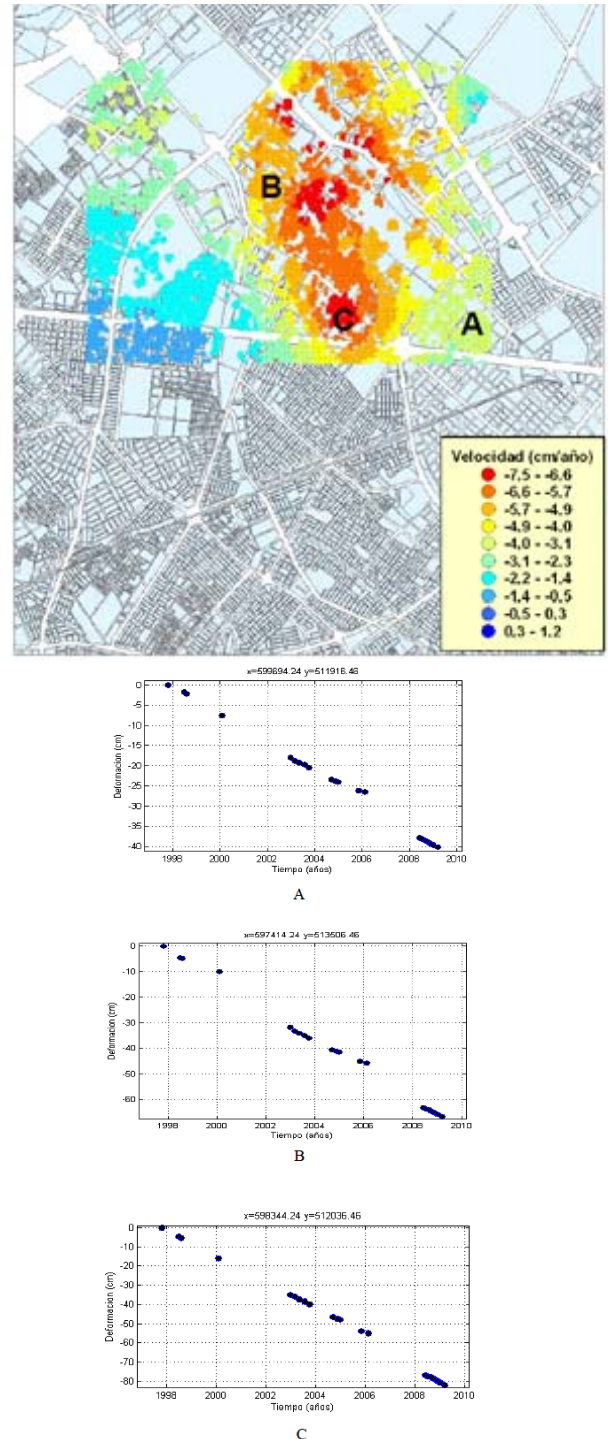 B
C
A
Velocidad (cm/año)
-7,5 - -6,6
-6,6 - -5,7
-5,7 - -4,9
-4,9 - -4,0
-4,0 - -3,1
-3,1 - -2,3
-2,2 - -1,4
-1,4 - -0,5
-0,5 - 0,3
0,3 - 1,2
x=599694.24 y=511916.46
0
-5
-10
-15
-20
-25
-30
-35
-40
Deformacion (cm)
1998 2000 2002 2004 2006 2008 2010
Tiempo (años)
A
x=597414.24 y=513506.46
0
-10
-20
-30
-40
-50
-60
Deformacion (cm)
1998 2000 2002 2004 2006 2008 2010
Tiempo (años)
B
x=598344.24 y=512036.46
0
-10
-20
-30
-40
-50
-60
-70
-80
Deformacion (cm)
1998 2000 2002 2004 2006 2008 2010
Tiempo (años)
C